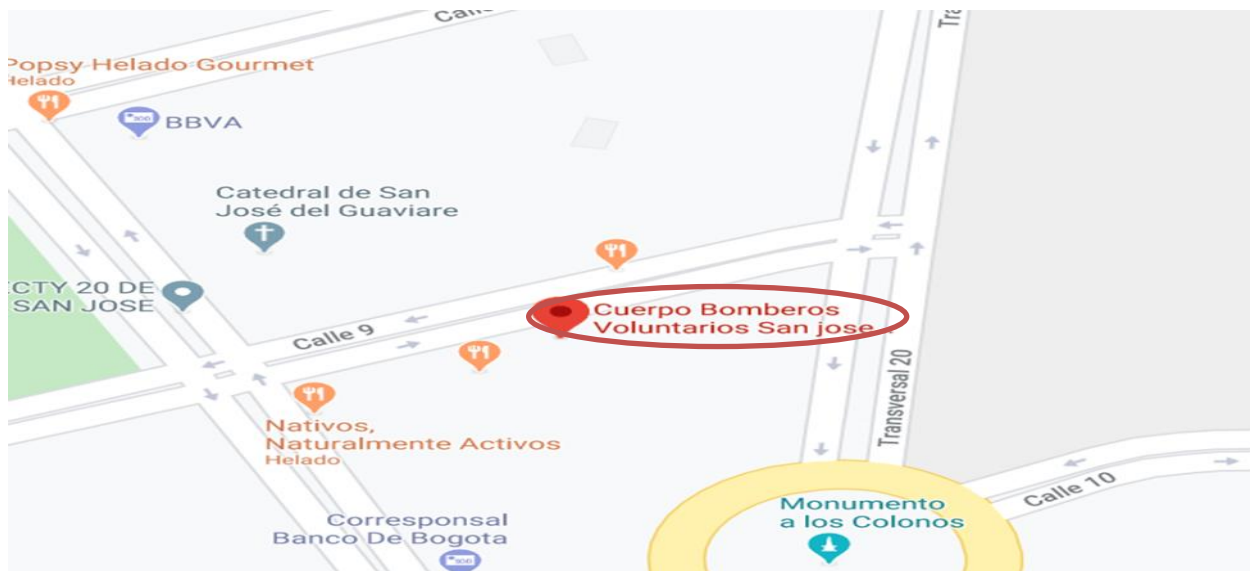 Popsy Helado Gourmet
Helado
BBVA
Catedral de San
José del Guaviare
CTY 20 DE
SAN JOSE
Calle 9
Cuerpo Bomberos
Voluntarios San jose
Transversal 20
Nativos,
Naturalmente Activos
Helado
Calle 10
Monumento
a los Colonos
Corresponsal
Banco De Bogota